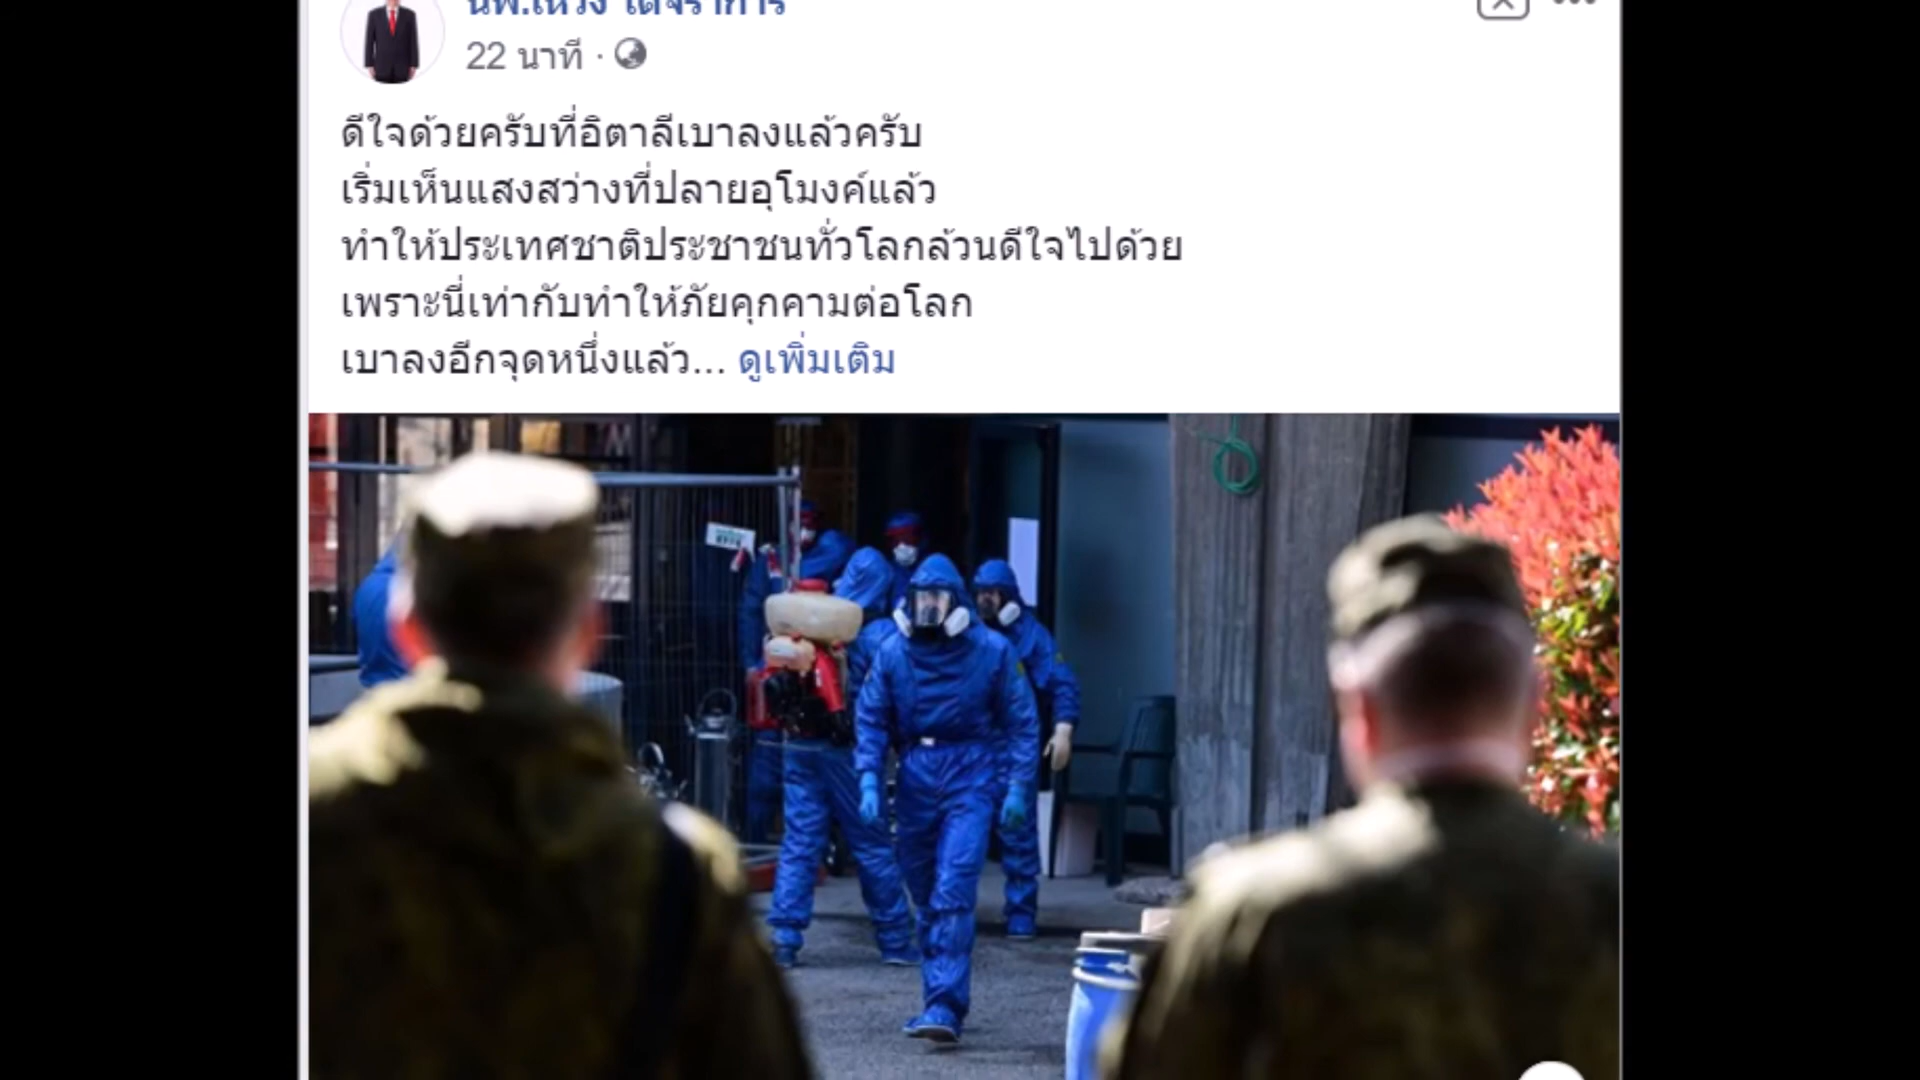 22 นาที ·
ดีใจด้วยครับที่อิตาลีเบาลงแล้วครับ
เริ่มเห็นแสงสว่างที่ปลายอุโมงค์แล้ว
ทำให้ประเทศชาติประชาชนทั่วโลกล้วนดีใจไปด้วย
เพราะนี่เท่ากับทำให้ภัยคุกคามต่อโลก
เบาลงอีกจุดหนึ่งแล้ว... ดูเพิ่มเติม